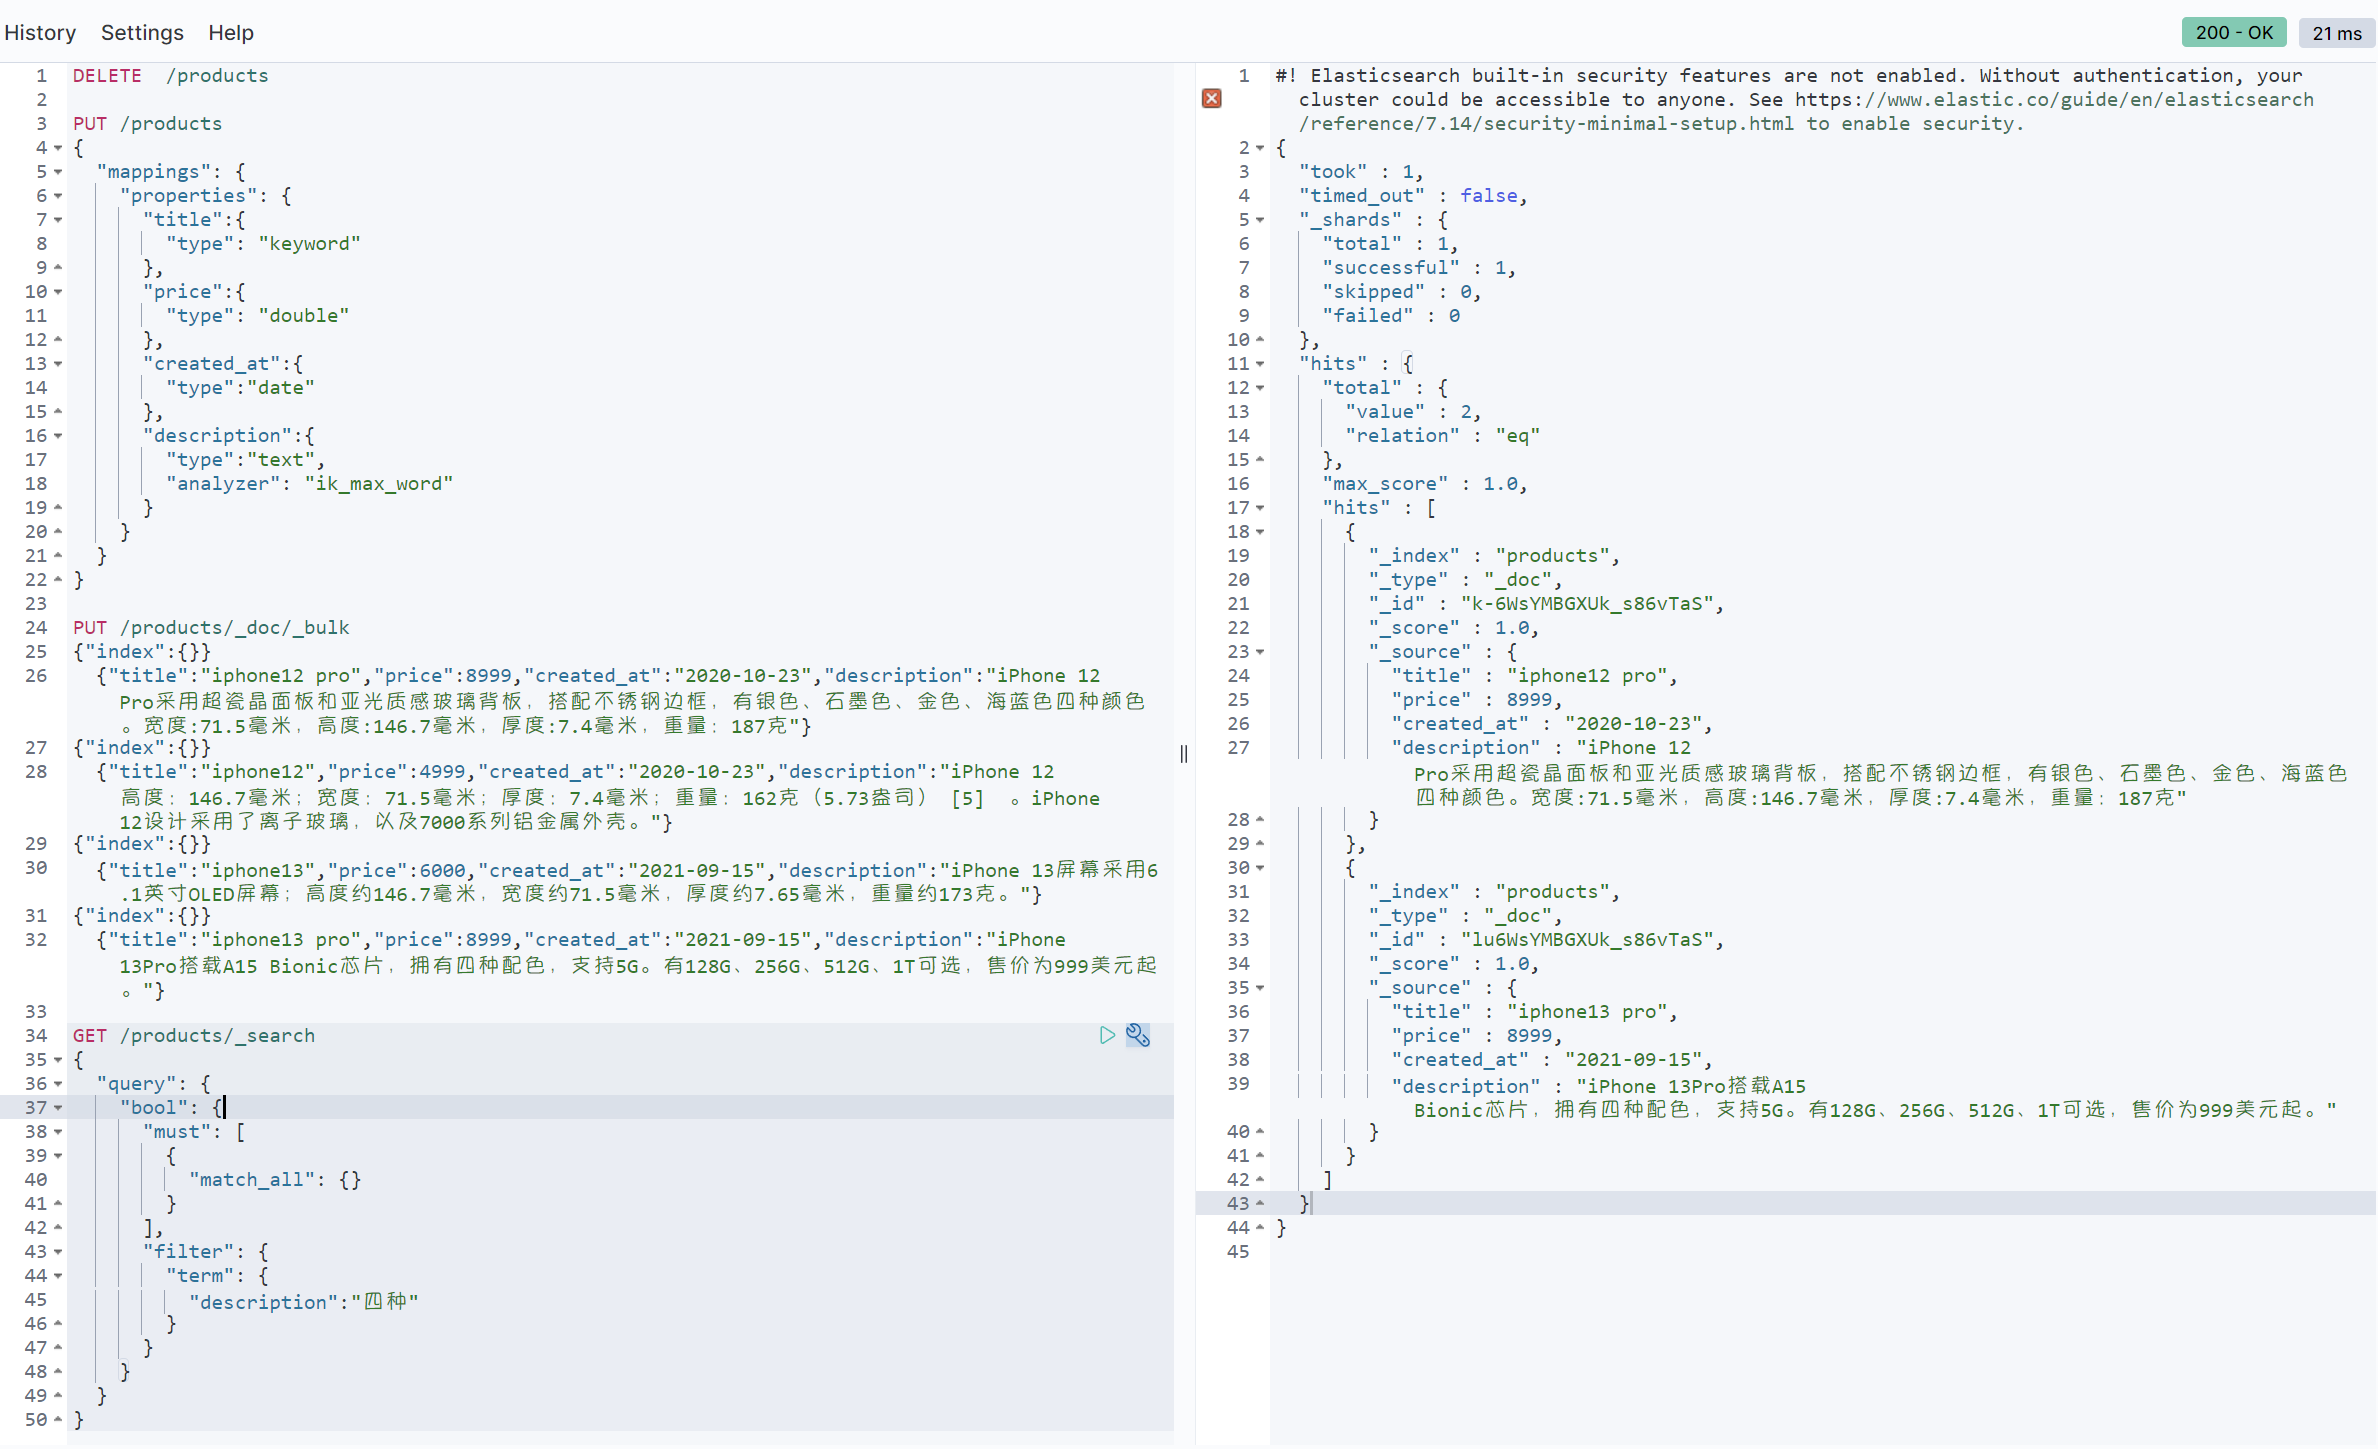 History Settings Help
200 - OK 21 ms
1 DELETE  /products
2
3 PUT /products
4 {
5 "mappings": {
6 "properties": {
7 "title":{
8 "type": "keyword"
9 },
10 "price":{
11 "type": "double"
12 },
13 "created_at":{
14 "type":"date"
15 },
16 "description":{
17 "type":"text",
18 "analyzer": "ik_max_word"
19 }
20 }
21 }
22 }
23
24 PUT /products/_doc/_bulk
25 {"index":{}}
26 {"title":"iphone12 pro","price":8999,"created_at":"2020-10-23","description":"iPhone 12
Pro采用超瓷晶面板和亚光质感玻璃背板，搭配不锈钢边框，有银色、石墨色、金色、海蓝色四种颜色
。宽度:71.5毫米，高度:146.7毫米，厚度:7.4毫米，重量：187克"}
27 {"index":{}}
28 {"title":"iphone12","price":4999,"created_at":"2020-10-23","description":"iPhone 12
高度：146.7毫米；宽度：71.5毫米；厚度：7.4毫米；重量：162克（5.73盎司） [5]  。iPhone
12设计采用了离子玻璃，以及7000系列铝金属外壳。"}
29 {"index":{}}
30 {"title":"iphone13","price":6000,"created_at":"2021-09-15","description":"iPhone 13屏幕采用6
.1英寸OLED屏幕；高度约146.7毫米，宽度约71.5毫米，厚度约7.65毫米，重量约173克。"}
31 {"index":{}}
32 {"title":"iphone13 pro","price":8999,"created_at":"2021-09-15","description":"iPhone
13Pro搭载A15 Bionic芯片，拥有四种配色，支持5G。有128G、256G、512G、1T可选，售价为999美元起
。"}
33
34 GET /products/_search
35 {
36 "query": {
37 "bool": {
38 "must": [
39 {
40 "match_all": {}
41 }
42 ],
43 "filter": {
44 "term": {
45 "description":"四种"
46 }
47 }
48 }
49 }
50 }
1 #! Elasticsearch built-in security features are not enabled. Without authentication, your
cluster could be accessible to anyone. See https://www.elastic.co/guide/en/elasticsearch
/reference/7.14/security-minimal-setup.html to enable security.
2 {
3 "took" : 1,
4 "timed_out" : false,
5 "_shards" : {
6 "total" : 1,
7 "successful" : 1,
8 "skipped" : 0,
9 "failed" : 0
10 },
11 "hits" : {
12 "total" : {
13 "value" : 2,
14 "relation" : "eq"
15 },
16 "max_score" : 1.0,
17 "hits" : [
18 {
19 "_index" : "products",
20 "_type" : "_doc",
21 "_id" : "k-6WsYMBGXUk_s86vTaS",
22 "_score" : 1.0,
23 "_source" : {
24 "title" : "iphone12 pro",
25 "price" : 8999,
26 "created_at" : "2020-10-23",
27 "description" : "iPhone 12
Pro采用超瓷晶面板和亚光质感玻璃背板，搭配不锈钢边框，有银色、石墨色、金色、海蓝色
四种颜色。宽度:71.5毫米，高度:146.7毫米，厚度:7.4毫米，重量：187克"
28 }
29 },
30 {
31 "_index" : "products",
32 "_type" : "_doc",
33 "_id" : "lu6WsYMBGXUk_s86vTaS",
34 "_score" : 1.0,
35 "_source" : {
36 "title" : "iphone13 pro",
37 "price" : 8999,
38 "created_at" : "2021-09-15",
39 "description" : "iPhone 13Pro搭载A15
Bionic芯片，拥有四种配色，支持5G。有128G、256G、512G、1T可选，售价为999美元起。"
40 }
41 }
42 ]
43 }
44 }
45